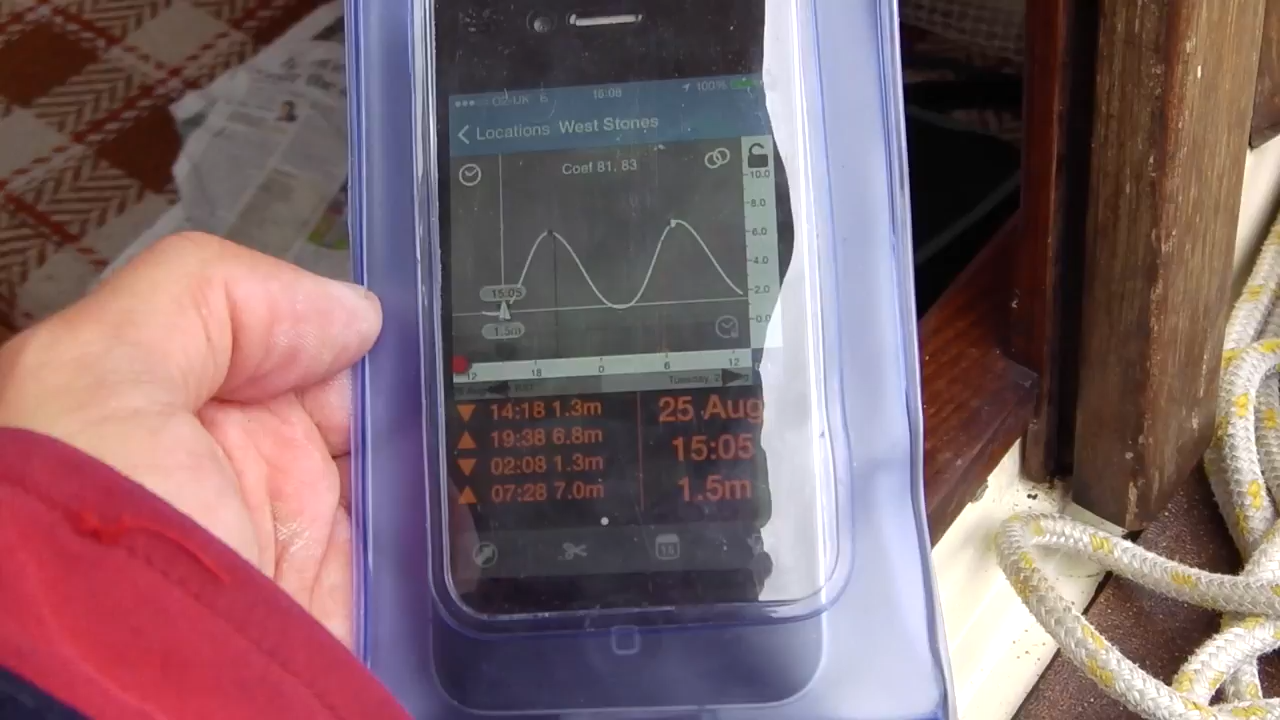 O2-UK 15:08 100%
Locations West Stones
Coef 81, 83
10.0
8.0
6.0
4.0
2.0
0.0
15:05
1.5m
12 18 0 6 12
Tuesday, 2
14:18 1.3m
19:38 6.8m
02:08 1.3m
07:28 7.0m
25 Aug
15:05
1.5m